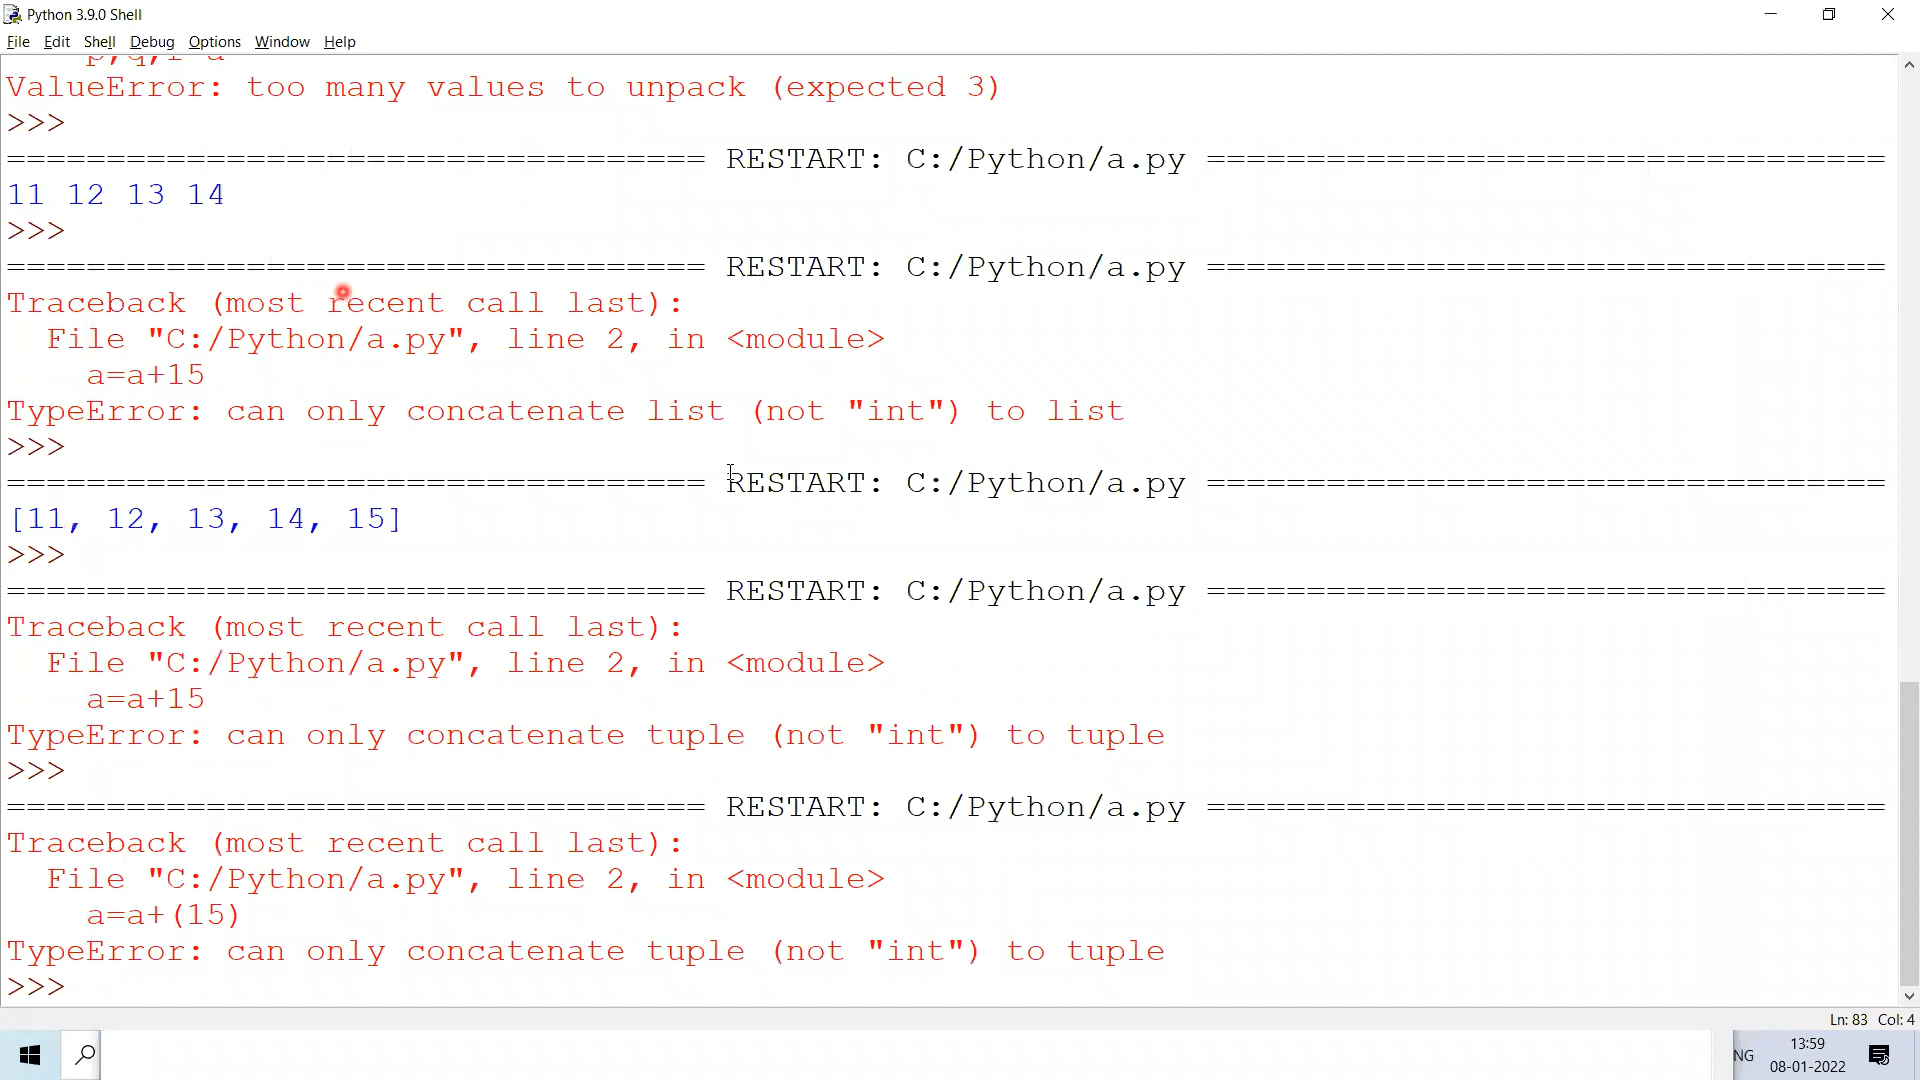 Python 3.9.0 Shell
File Edit Shell Debug Options Window Help
ValueError: too many values to unpack (expected 3)
>>>
=================================== RESTART: C:/Python/a.py ==================================
11 12 13 14
>>>
=================================== RESTART: C:/Python/a.py ==================================
Traceback (most recent call last):
  File "C:/Python/a.py", line 2, in <module>
    a=a+15
TypeError: can only concatenate list (not "int") to list
>>>
=================================== RESTART: C:/Python/a.py ==================================
[11, 12, 13, 14, 15]
>>>
=================================== RESTART: C:/Python/a.py ==================================
Traceback (most recent call last):
  File "C:/Python/a.py", line 2, in <module>
    a=a+15
TypeError: can only concatenate tuple (not "int") to tuple
>>>
=================================== RESTART: C:/Python/a.py ==================================
Traceback (most recent call last):
  File "C:/Python/a.py", line 2, in <module>
    a=a+(15)
TypeError: can only concatenate tuple (not "int") to tuple
>>>
Ln: 83 Col: 4
NG 13:59
08-01-2022